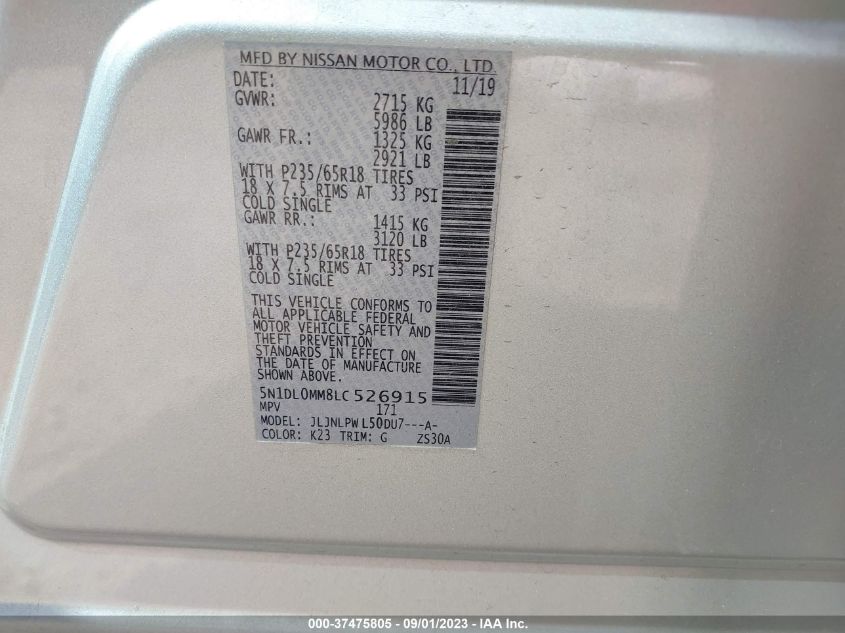 MFD BY NISSAN MOTOR CO., LTD.
DATE: 11/19
GVWR: 2715 KG
5986 LB
GAWR FR.: 1325 KG
2921 LB
WITH P235/65R18 TIRES
18 X 7.5 RIMS AT 33 PSI
COLD SINGLE
GAWR RR.: 1415 KG
3120 LB
WITH P235/65R18 TIRES
18 X 7.5 RIMS AT 33 PSI
COLD SINGLE
THIS VEHICLE CONFORMS TO
ALL APPLICABLE FEDERAL
MOTOR VEHICLE SAFETY AND
THEFT PREVENTION
STANDARDS IN EFFECT ON
THE DATE OF MANUFACTURE
SHOWN ABOVE.
5N1DL0MM8LC526915
MPV 171
MODEL: JLJNLPW L50DU7---A-
COLOR: K23 TRIM: G ZS30A
000-37475805 - 09/01/2023 - IAA Inc.